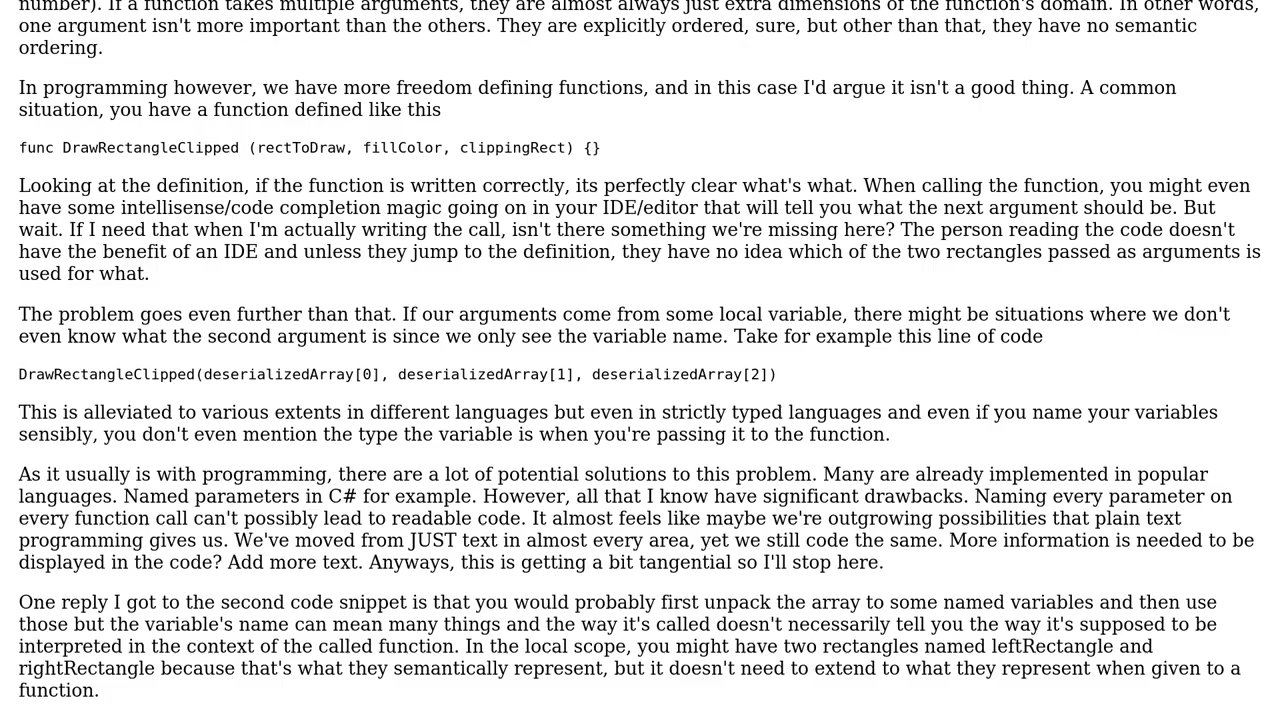 number). If a function takes multiple arguments, they are almost always just extra dimensions of the function's domain. In other words,
one argument isn't more important than the others. They are explicitly ordered, sure, but other than that, they have no semantic
ordering.
In programming however, we have more freedom defining functions, and in this case I'd argue it isn't a good thing. A common
situation, you have a function defined like this
func DrawRectangleClipped (rectToDraw, fillColor, clippingRect) {}
Looking at the definition, if the function is written correctly, its perfectly clear what's what. When calling the function, you might even
have some intellisense/code completion magic going on in your IDE/editor that will tell you what the next argument should be. But
wait. If I need that when I'm actually writing the call, isn't there something we're missing here? The person reading the code doesn't
have the benefit of an IDE and unless they jump to the definition, they have no idea which of the two rectangles passed as arguments is
used for what.
The problem goes even further than that. If our arguments come from some local variable, there might be situations where we don't
even know what the second argument is since we only see the variable name. Take for example this line of code
DrawRectangleClipped(deserializedArray[0], deserializedArray[1], deserializedArray[2])
This is alleviated to various extents in different languages but even in strictly typed languages and even if you name your variables
sensibly, you don't even mention the type the variable is when you're passing it to the function.
As it usually is with programming, there are a lot of potential solutions to this problem. Many are already implemented in popular
languages. Named parameters in C# for example. However, all that I know have significant drawbacks. Naming every parameter on
every function call can't possibly lead to readable code. It almost feels like maybe we're outgrowing possibilities that plain text
programming gives us. We've moved from JUST text in almost every area, yet we still code the same. More information is needed to be
displayed in the code? Add more text. Anyways, this is getting a bit tangential so I'll stop here.
One reply I got to the second code snippet is that you would probably first unpack the array to some named variables and then use
those but the variable's name can mean many things and the way it's called doesn't necessarily tell you the way it's supposed to be
interpreted in the context of the called function. In the local scope, you might have two rectangles named leftRectangle and
rightRectangle because that's what they semantically represent, but it doesn't need to extend to what they represent when given to a
function.